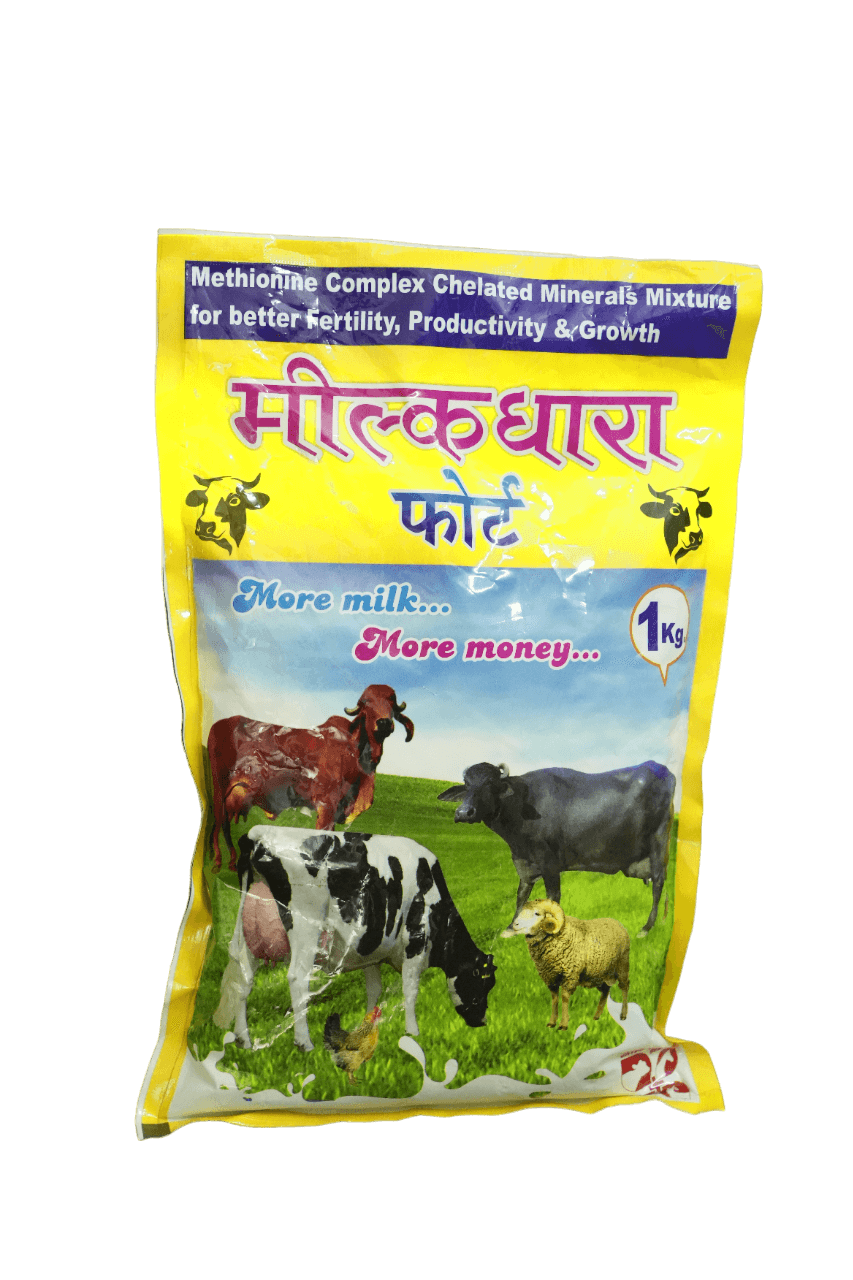 Methionine Complex Chelated Minerals Mixture
for better Fertility, Productivity & Growth
मील्कधारा
फोर्ट
More milk...
More money...
1Kg.